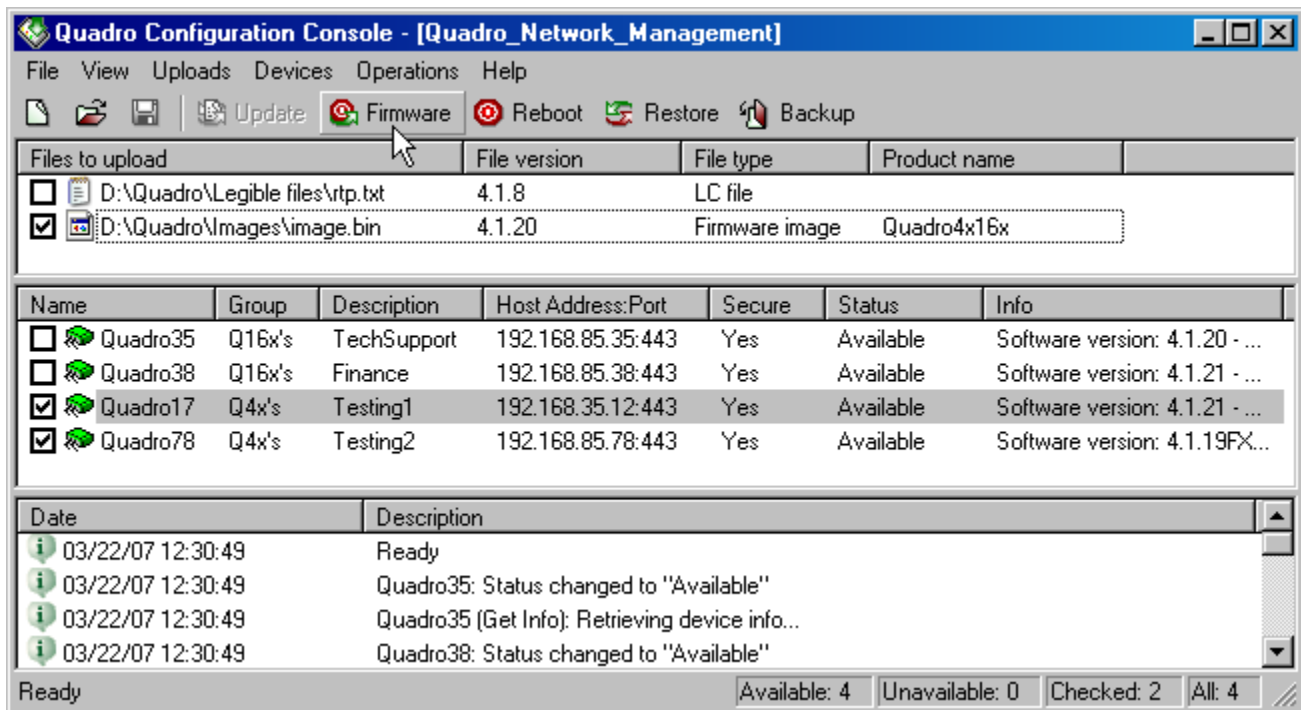 Quadro Configuration Console - [Quadro_Network_Management]
File View Uploads Devices Operations Help
Update Firmware Reboot Restore Backup
Files to upload File version File type Product name
D:\Quadro\Legible files\rtp.txt 4.1.8 LC file
D:\Quadro\Images\image.bin 4.1.20 Firmware image Quadro4x16x
Name Group Description Host Address:Port Secure Status Info
Quadro35 Q16x's TechSupport 192.168.85.35:443 Yes Available Software version: 4.1.20 - ...
Quadro38 Q16x's Finance 192.168.85.38:443 Yes Available Software version: 4.1.21 - ...
Quadro17 Q4x's Testing1 192.168.35.12:443 Yes Available Software version: 4.1.21 - ...
Quadro78 Q4x's Testing2 192.168.85.78:443 Yes Available Software version: 4.1.19FX...
Date Description
03/22/07 12:30:49 Ready
03/22/07 12:30:49 Quadro35: Status changed to "Available"
03/22/07 12:30:49 Quadro35 (Get Info): Retrieving device info...
03/22/07 12:30:49 Quadro38: Status changed to "Available"
Ready Available: 4 Unavailable: 0 Checked: 2 All: 4